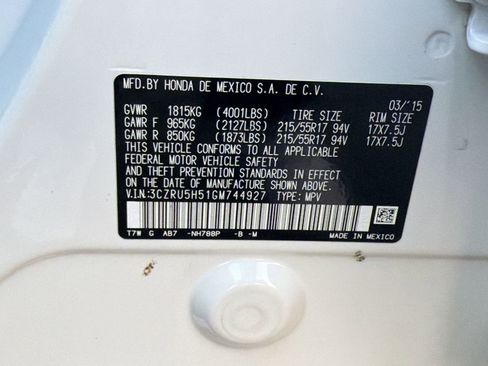 MFD.BY HONDA DE MEXICO S.A. DE C.V.
03/'15
GVWR 1815KG (4001LBS) TIRE SIZE RIM SIZE
GAWR F 965KG (2127LBS) 215/55R17 94V 17X7.5J
GAWR R 850KG (1873LBS) 215/55R17 94V 17X7.5J
THIS VEHICLE CONFORMS TO ALL APPLICABLE
FEDERAL MOTOR VEHICLE SAFETY AND
THEFT PREVENTION STANDARDS IN EFFECT ON
THE DATE OF MANUFACTURE SHOWN ABOVE.
V.I.N.:3CZRU5H51GM744927 TYPE: MPV
T7W G AB7 -NH788P -B -M MADE IN MEXICO